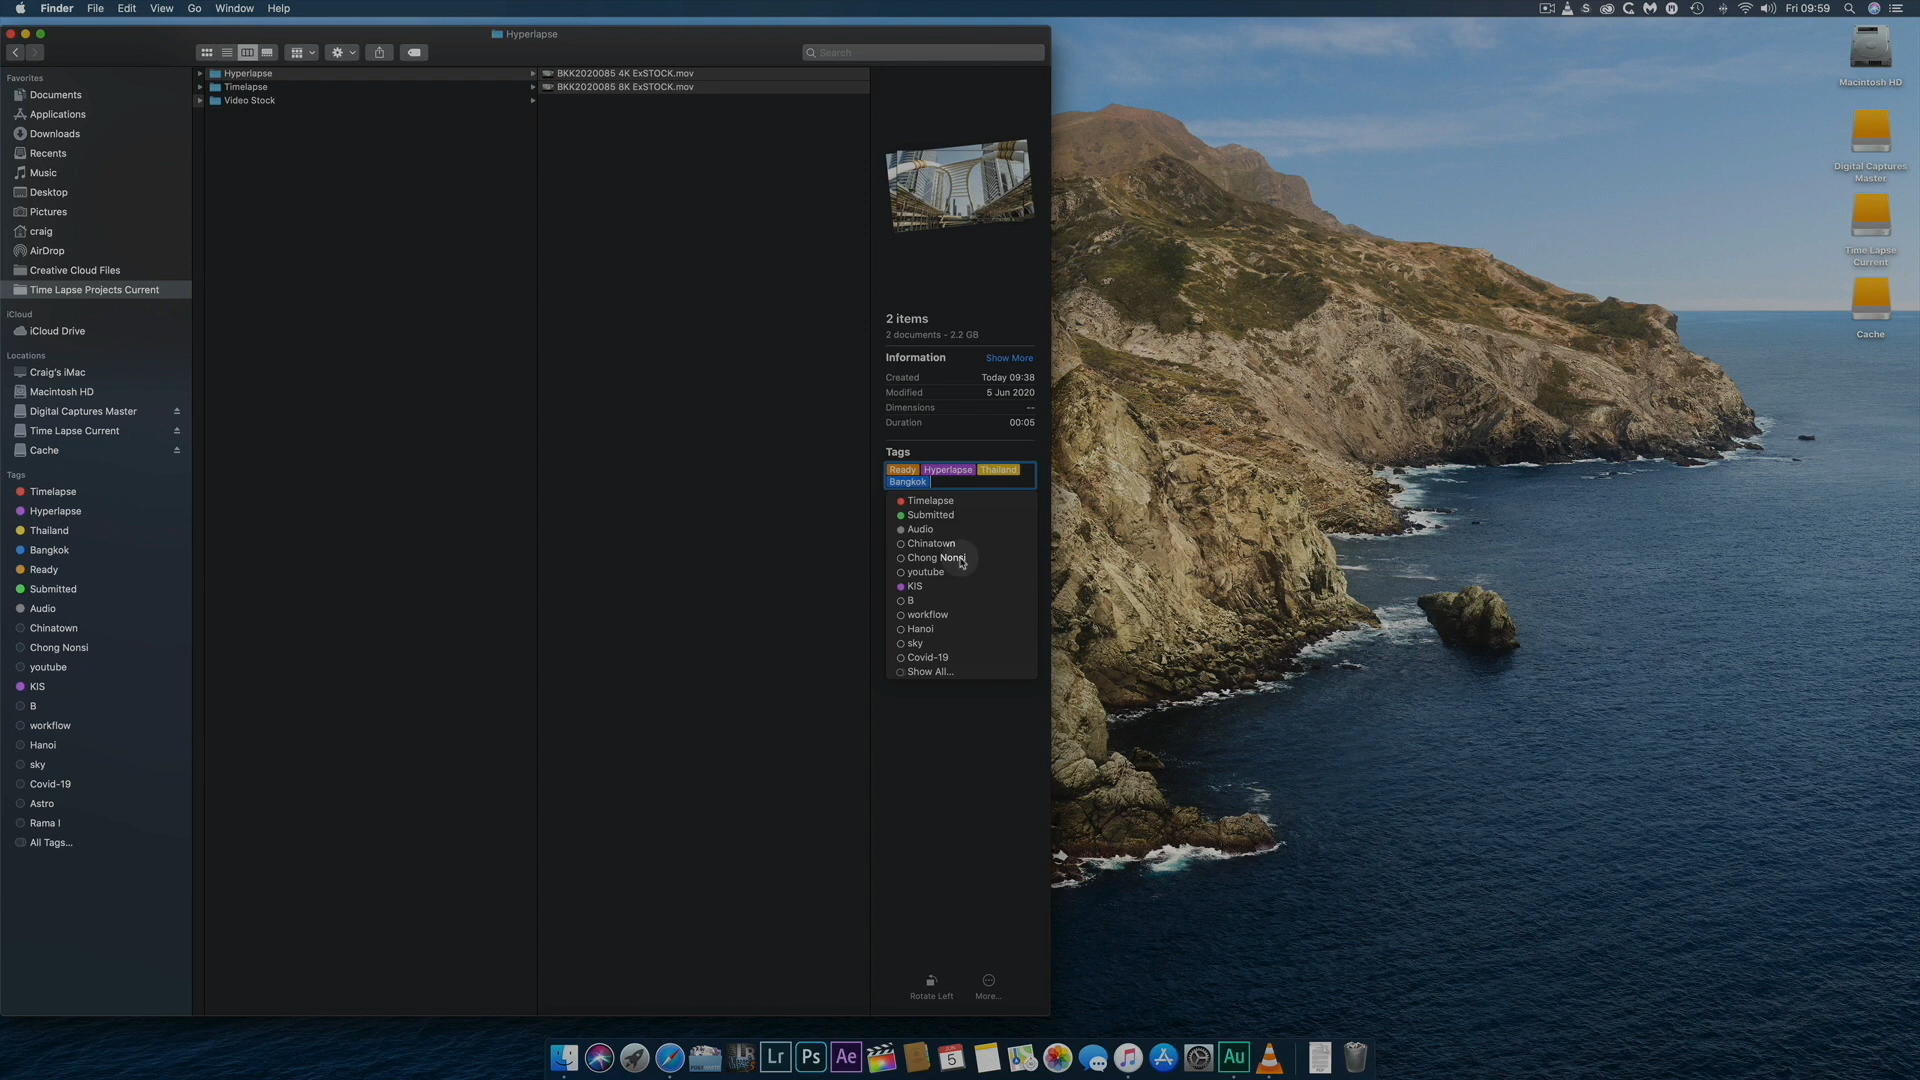 Finder File Edit View Go Window Help
Fri 09:59
Hyperlapse
Search
Favorites
Documents
Applications
Downloads
Recents
Music
Desktop
Pictures
craig
AirDrop
Creative Cloud Files
Time Lapse Projects Current
iCloud
iCloud Drive
Locations
Craig's iMac
Macintosh HD
Digital Captures Master
Time Lapse Current
Cache
Tags
Timelapse
Hyperlapse
Thailand
Bangkok
Ready
Submitted
Audio
Chinatown
Chong Nonsi
youtube
KIS
B
workflow
Hanoi
sky
Covid-19
Astro
Rama I
All Tags...
Hyperlapse
Timelapse
Video Stock
BKK2020085 4K ExSTOCK.mov
BKK2020085 8K ExSTOCK.mov
2 items
2 documents - 2.2 GB
Information Show More
Created Today 09:38
Modified 5 Jun 2020
Dimensions --
Duration 00:05
Tags
Ready Hyperlapse Thailand
Bangkok
Timelapse
Submitted
Audio
Chinatown
Chong Nonsi
youtube
KIS
B
workflow
Hanoi
sky
Covid-19
Show All...
Rotate Left More...
Macintosh HD
Digital Captures
Master
Time Lapse
Current
Cache
Lr Ps Ae
JUN
5
Au